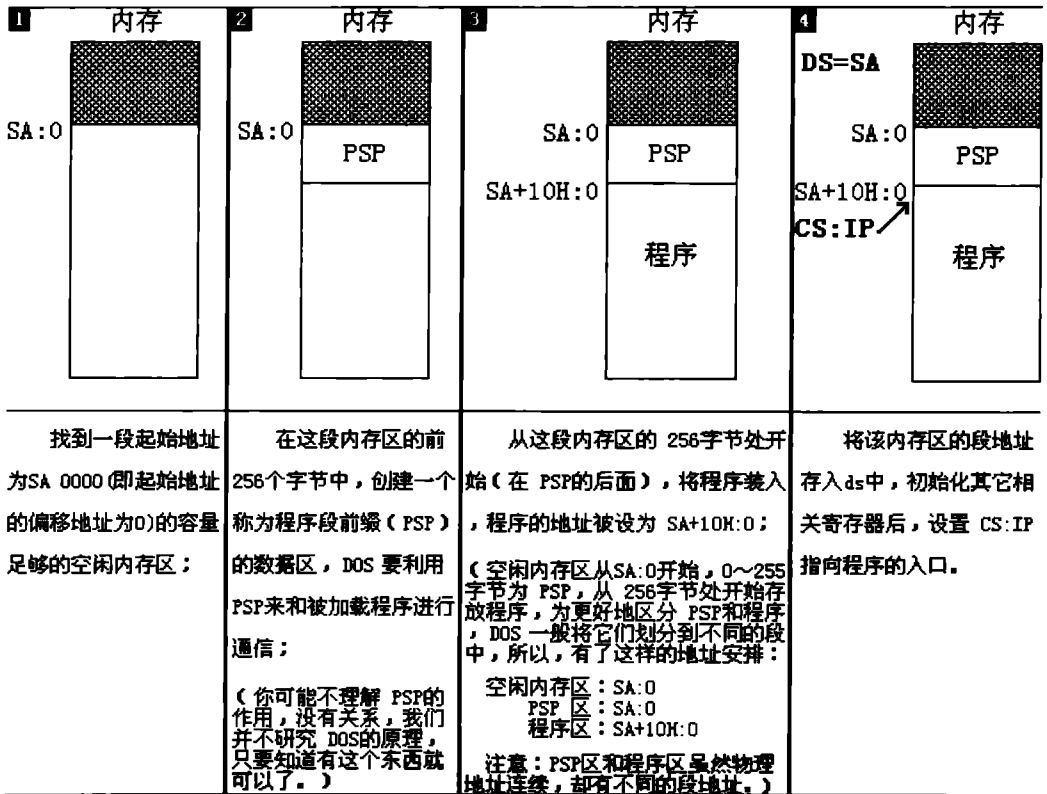 1
内存
SA:0
找到一段起始地址
为SA 0000(即起始地址
的偏移地址为0)的容量
足够的空闲内存区；
2
内存
SA:0
PSP
在这段内存区的前
256个字节中，创建一个
称为程序段前缀（PSP）
的数据区，DOS 要利用
PSP来和被加载程序进行
通信；
（你可能不理解 PSP的
作用，没有关系，我们
并不研究 DOS的原理，
只要知道有这个东西就
可以了。）
3
内存
SA:0
PSP
SA+10H:0
程序
从这段内存区的 256字节处开
始（在 PSP的后面），将程序装入
，程序的地址被设为 SA+10H:0；
（空闲内存区从SA:0开始，0～255
字节为 PSP，从 256字节处开始存
放程序，为更好地区分 PSP和程序
，DOS 一般将它们划分到不同的段
中，所以，有了这样的地址安排：
空闲内存区：SA:0
PSP 区：SA:0
程序区：SA+10H:0
注意：PSP区和程序区虽然物理
地址连续，却有不同的段地址。）
4
内存
DS=SA
SA:0
PSP
SA+10H:0
CS:IP
程序
将该内存区的段地址
存入ds中，初始化其它相
关寄存器后，设置 CS:IP
指向程序的入口。